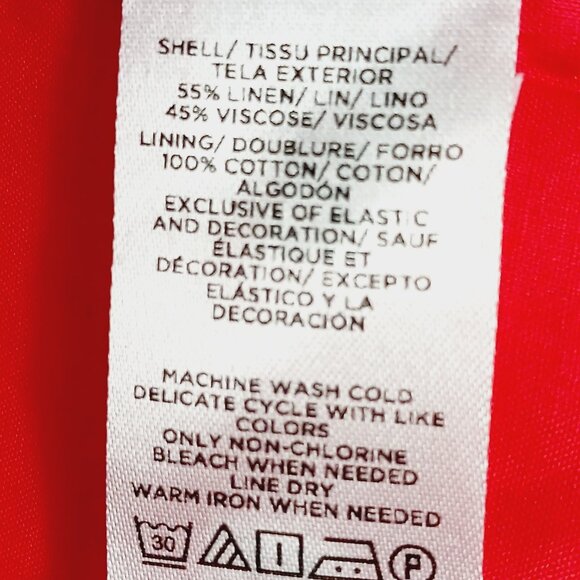 SHELL/ TISSU PRINCIPAL/
TELA EXTERIOR
55% LINEN/ LIN/ LINO
45% VISCOSE/ VISCOSA
LINING/ DOUBLURE/ FORRO
100% COTTON/ COTON/
ALGODÓN
EXCLUSIVE OF ELASTIC
AND DECORATION/ SAUF
ÉLASTIQUE ET
DÉCORATION/ EXCEPTO
ELÁSTICO Y LA
DECORACIÓN
MACHINE WASH COLD
DELICATE CYCLE WITH LIKE
COLORS
ONLY NON-CHLORINE
BLEACH WHEN NEEDED
LINE DRY
WARM IRON WHEN NEEDED
30 P